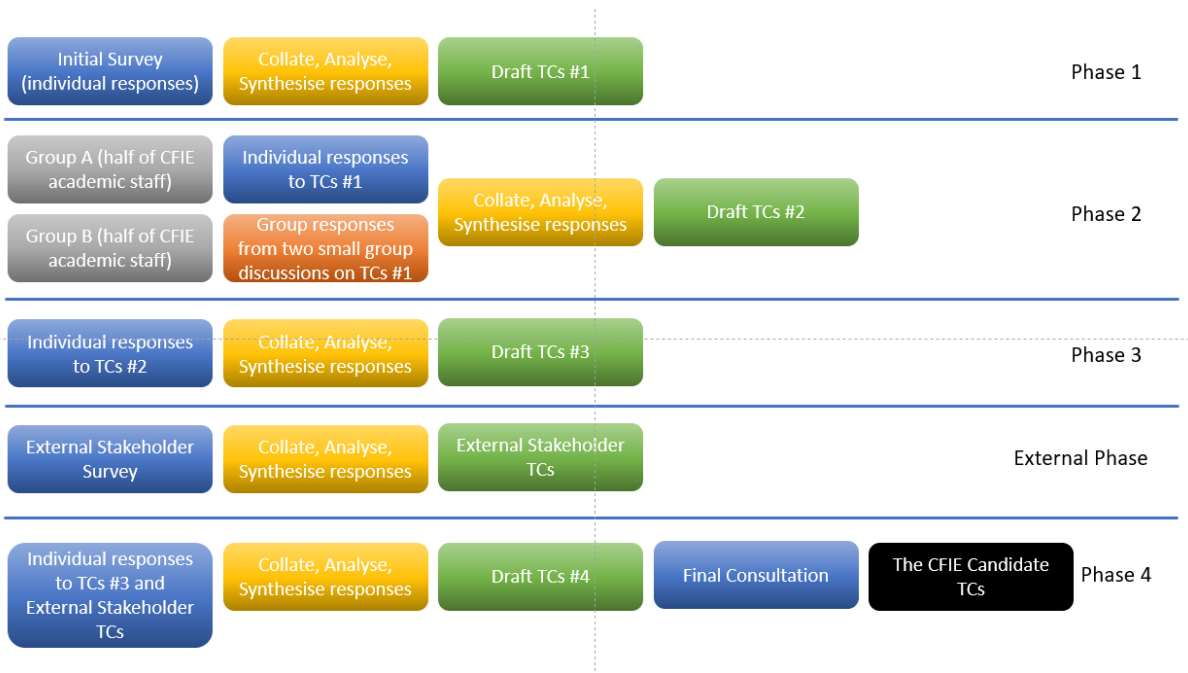 Initial Survey
(individual responses)
Collate, Analyse,
Synthesise responses
Draft TCs #1
Phase 1
Group A (half of CFIE
academic staff)
Individual responses
to TCs #1
Group B (half of CFIE
academic staff)
Group responses
from two small group
discussions on TCs #1
Collate, Analyse,
Synthesise responses
Draft TCs #2
Phase 2
Individual responses
to TCs #2
Collate, Analyse,
Synthesise responses
Draft TCs #3
Phase 3
External Stakeholder
Survey
Collate, Analyse,
Synthesise responses
External Stakeholder
TCs
External Phase
Individual responses
to TCs #3 and
External Stakeholder
TCs
Collate, Analyse,
Synthesise responses
Draft TCs #4
Final Consultation
The CFIE Candidate
TCs
Phase 4